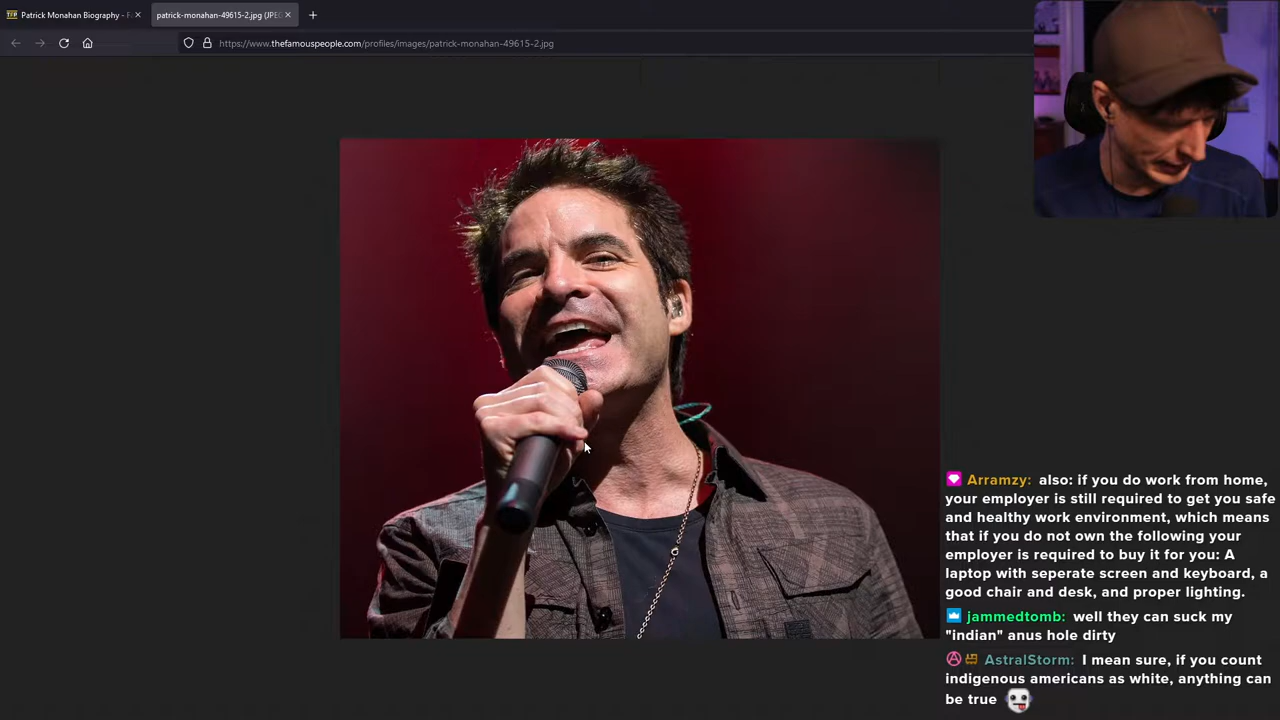 TFP Patrick Monahan Biography -
patrick-monahan-49615-2.jpg (JPE
https://www.thefamouspeople.com/profiles/images/patrick-monahan-49615-2.jpg
Arramzy: also: if you do work from home,
your employer is still required to get you safe
and healthy work environment, which means
that if you do not own the following your
employer is required to buy it for you: A
laptop with seperate screen and keyboard, a
good chair and desk, and proper lighting.
jammedtomb: well they can suck my
"indian" anus hole dirty
AstralStorm: I mean sure, if you count
indigenous americans as white, anything can
be true